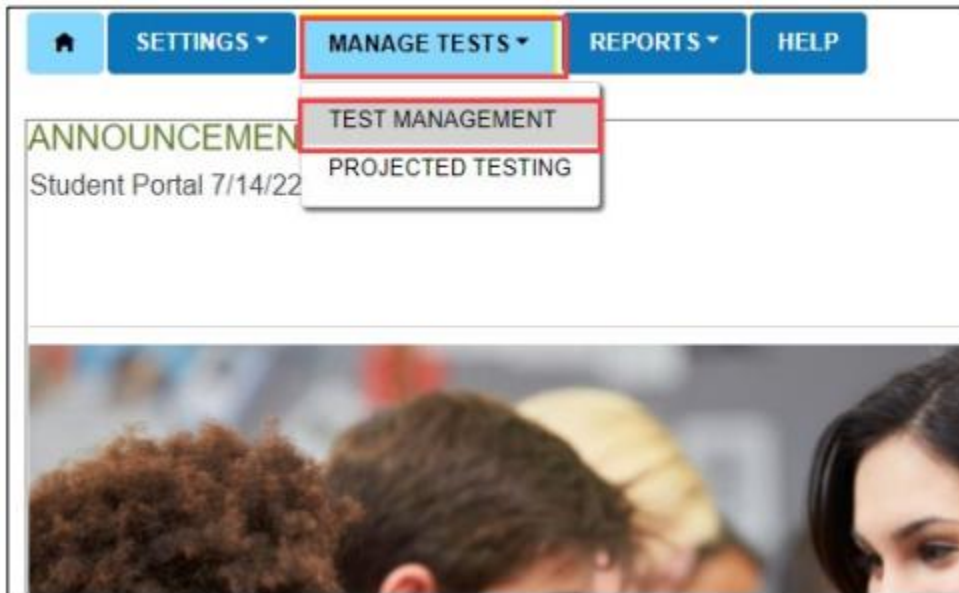 SETTINGS MANAGE TESTS REPORTS HELP
TEST MANAGEMENT
PROJECTED TESTING
ANNOUNCEMEN
Student Portal 7/14/22